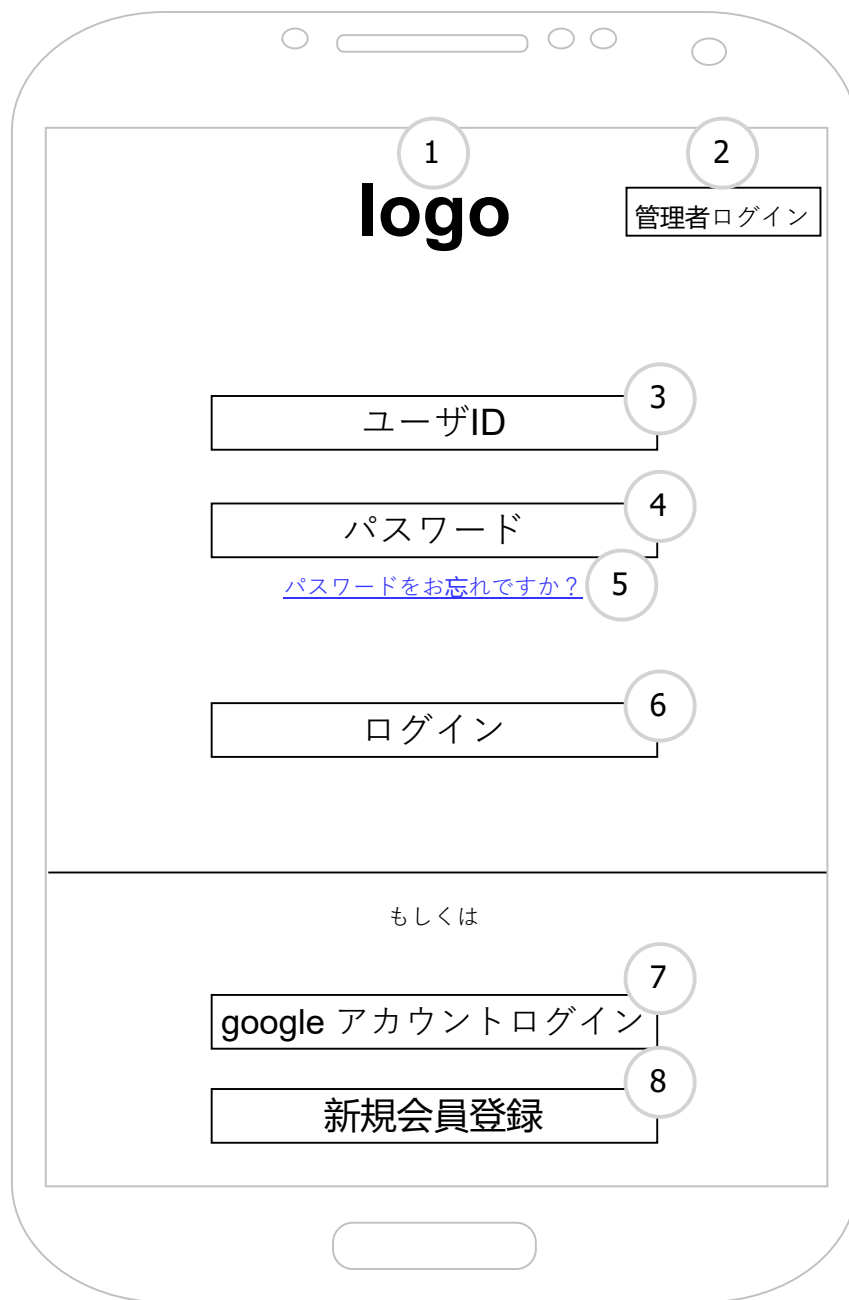 1
2
logo
管理者ログイン
3
ユーザID
4
パスワード
パスワードをお忘れですか？
5
6
ログイン
もしくは
7
google アカウントログイン
8
新規会員登録